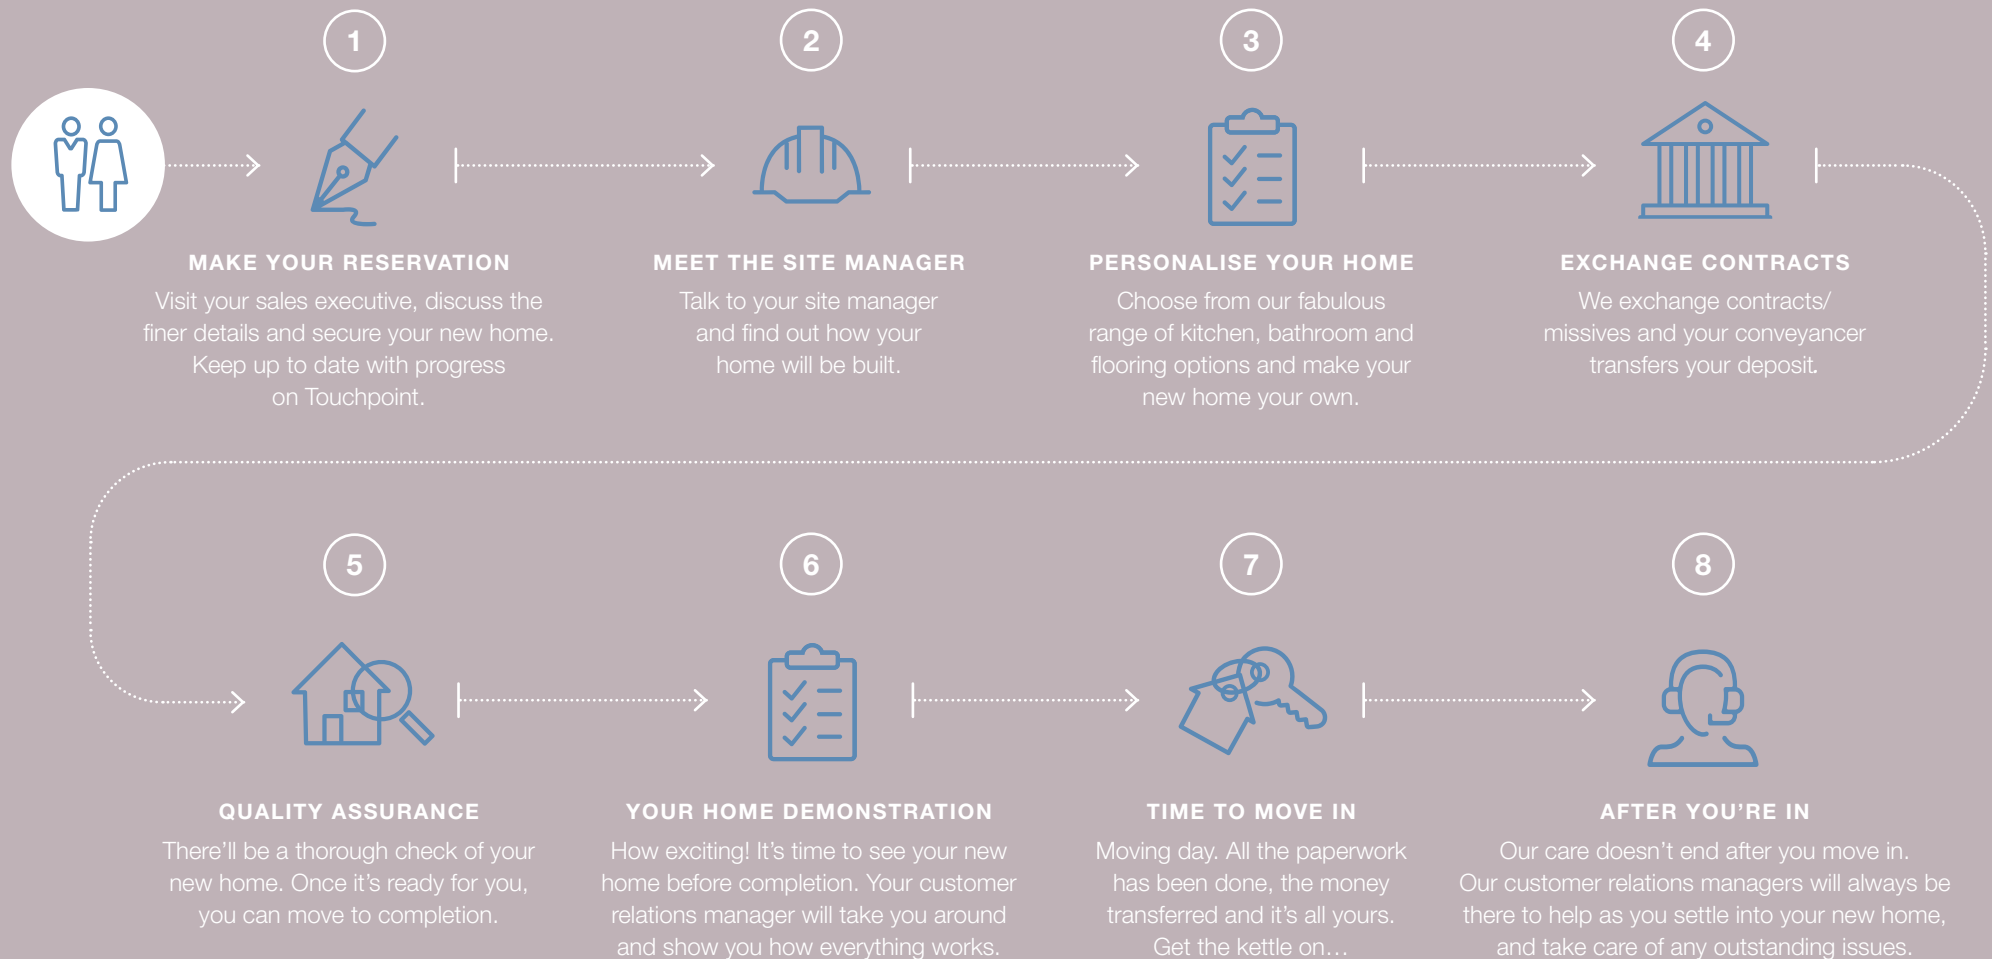 1
MAKE YOUR RESERVATION
Visit your sales executive, discuss the
finer details and secure your new home.
Keep up to date with progress
on Touchpoint.
2
MEET THE SITE MANAGER
Talk to your site manager
and find out how your
home will be built.
3
PERSONALISE YOUR HOME
Choose from our fabulous
range of kitchen, bathroom and
flooring options and make your
new home your own.
4
EXCHANGE CONTRACTS
We exchange contracts/
missives and your conveyancer
transfers your deposit.
5
QUALITY ASSURANCE
There’ll be a thorough check of your
new home. Once it’s ready for you,
you can move to completion.
6
YOUR HOME DEMONSTRATION
How exciting! It’s time to see your new
home before completion. Your customer
relations manager will take you around
and show you how everything works.
7
TIME TO MOVE IN
Moving day. All the paperwork
has been done, the money
transferred and it’s all yours.
Get the kettle on…
8
AFTER YOU’RE IN
Our care doesn’t end after you move in.
Our customer relations managers will always be
there to help as you settle into your new home,
and take care of any outstanding issues.